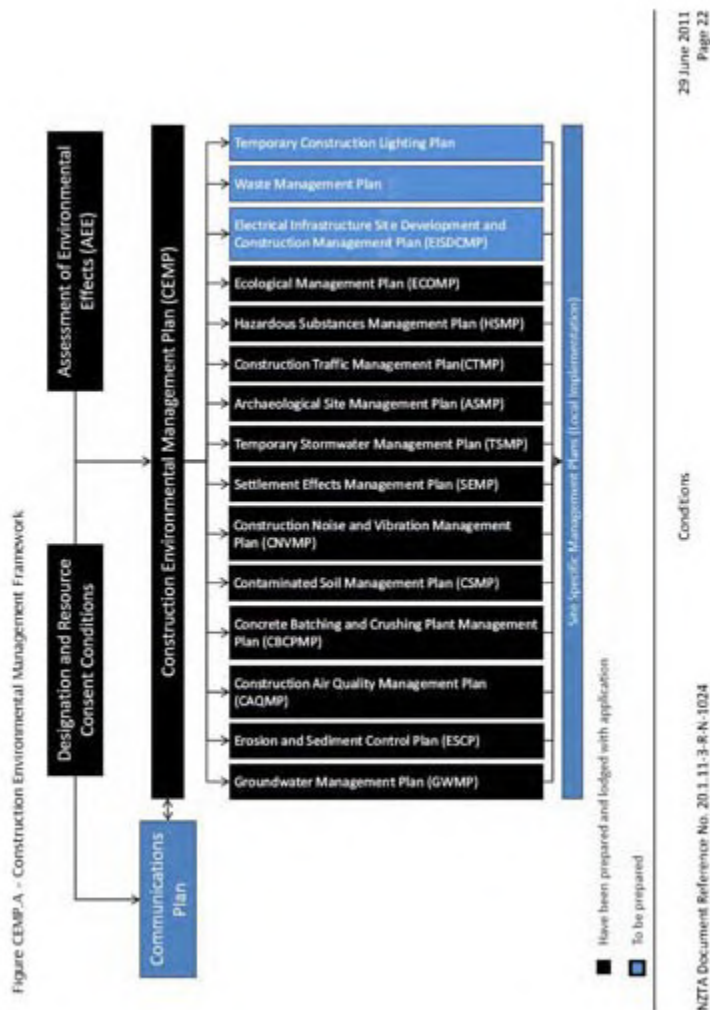 Figure CEMP.A - Construction Environmental Management Framework
Designation and Resource
Consent Conditions
Assessment of Environmental
Effects (AEE)
Communications
Plan
Construction Environmental Management Plan (CEMP)
Groundwater Management Plan (GWMP)
Erosion and Sediment Control Plan (ESCP)
Construction Air Quality Management Plan
(CAQMP)
Concrete Batching and Crushing Plant Management
Plan (CBCPMP)
Contaminated Soil Management Plan (CSMP)
Construction Noise and Vibration Management
Plan (CNVMP)
Settlement Effects Management Plan (SEMP)
Temporary Stormwater Management Plan (TSMP)
Archaeological Site Management Plan (ASMP)
Construction Traffic Management Plan(CTMP)
Hazardous Substances Management Plan (HSMP)
Ecological Management Plan (ECOMP)
Electrical Infrastructure Site Development and
Construction Management Plan (EISDCMP)
Waste Management Plan
Temporary Construction Lighting Plan
Site Specific Management Plans (Local Implementation)
Have been prepared and lodged with application
To be prepared
NZTA Document Reference No. 20.1.11-3-R-N-1024
Conditions
29 June 2011
Page 22